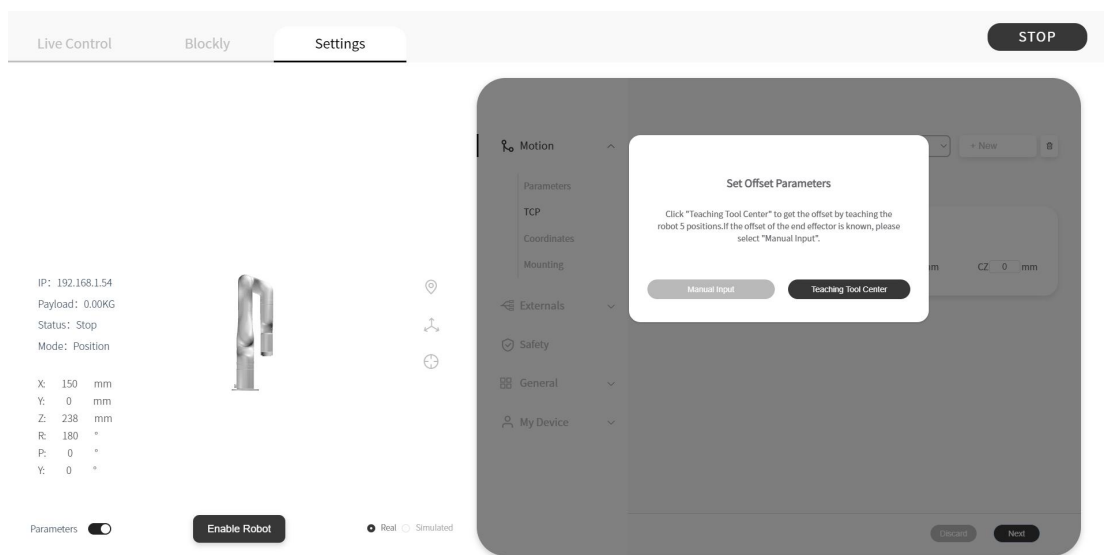 Live Control
Blockly
Settings
STOP
IP: 192.168.1.54
Payload: 0.00KG
Status: Stop
Mode: Position
X: 150 mm
Y: 0 mm
Z: 238 mm
R: 180 °
P: 0 °
Y: 0 °
Parameters
Enable Robot
Real
Simulated
Motion
Parameters
TCP
Coordinates
Mounting
Externals
Safety
General
My Device
+ New
Set Offset Parameters
Click "Teaching Tool Center" to get the offset by teaching the
robot 5 positions.If the offset of the end effector is known, please
select "Manual Input".
Manual Input
Teaching Tool Center
mm
CZ 0 mm
Discant
Next